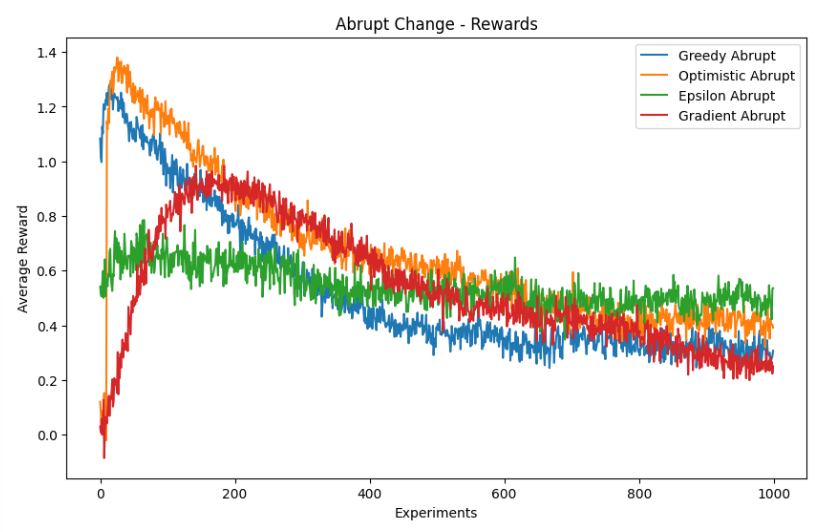 Abrupt Change - Rewards
Greedy Abrupt
Optimistic Abrupt
Epsilon Abrupt
Gradient Abrupt
Average Reward
1.4
1.2
1.0
0.8
0.6
0.4
0.2
0.0
0 200 400 600 800 1000
Experiments